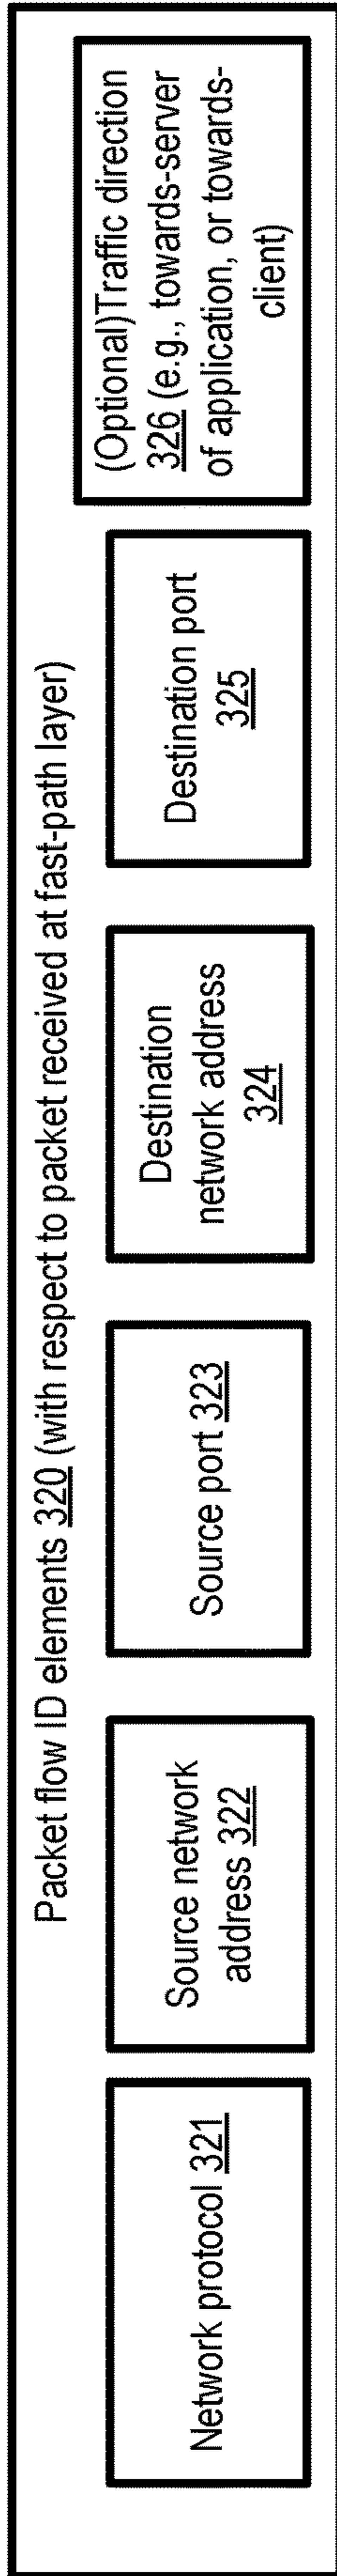 Packet flow ID elements 320 (with respect to packet received at fast-path layer)
Network protocol 321
Source network
address 322
Source port 323
Destination
network address
324
Destination port
325
(Optional)Traffic direction
326 (e.g., towards-server
of application, or towards-
client)